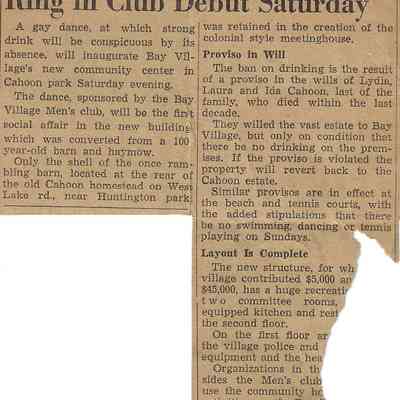 Ring in Club Debut Saturday
A gay dance, at which strong
drink will be conspicuous by its
absence, will inaugurate Bay Vil-
lage's new community center in
Cahoon park Saturday evening.
The dance, sponsored by the Bay
Village Men's club, will be the first
social affair in the new building
which was converted from a 100
year-old barn and haymow.
Only the shell of the once ram-
bling barn, located at the rear of
the old Cahoon homestead on West
Lake rd., near Huntington park
was retained in the creation of the
colonial style meetinghouse.
Proviso in Will
The ban on drinking is the result
of a proviso in the wills of Lydia,
Laura and Ida Cahoon, last of the
family, who died within the last
decade.
They willed the vast estate to Bay
Village, but only on condition that
there be no drinking on the prem-
ises. If the proviso is violated the
property will revert back to the
Cahoon estate.
Similar provisos are in effect at
the beach and tennis courts, with
the added stipulations that there
be no swimming, dancing or tennis
playing on Sundays.
Layout Is Complete
The new structure, for wh
village contributed $5,000 an
$45,000, has a huge recreati
two committee rooms,
equipped kitchen and rest
the second floor.
On the first floor ar
the village police and
equipment and the hea
Organizations in th
sides the Men's club
use the community ho